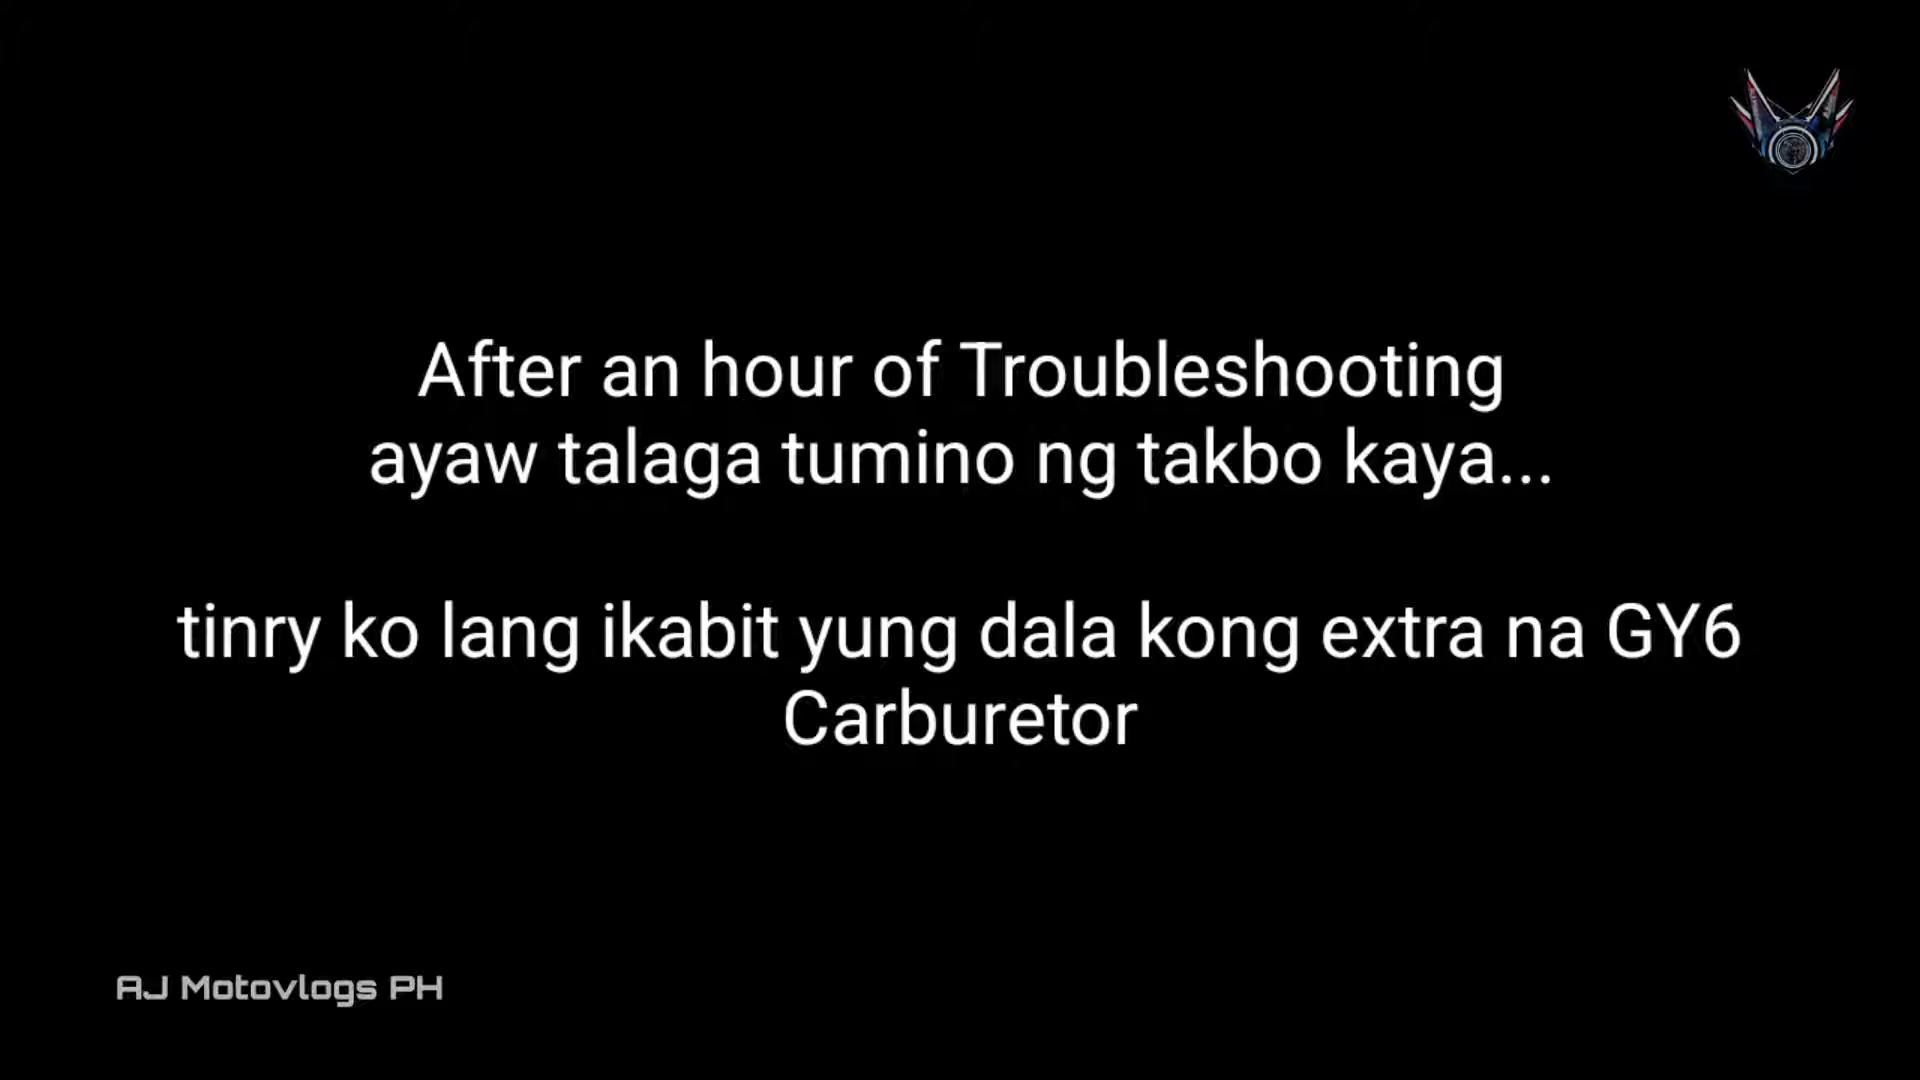 After an hour of Troubleshooting
ayaw talaga tumino ng takbo kaya...
tinry ko lang ikabit yung dala kong extra na GY6
Carburetor
AJ Motovlogs PH